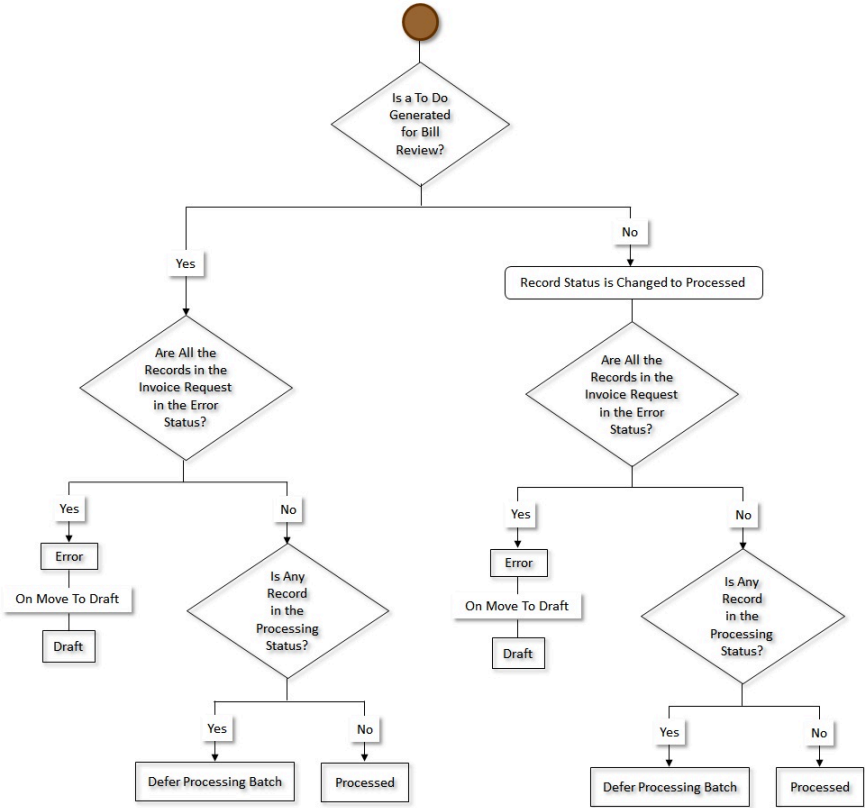 Is a To Do
Generated
for Bill
Review?
Yes
No
Record Status is Changed to Processed
Are All the
Records in the
Invoice Request
in the Error
Status?
Are All the
Records in the
Invoice Request
in the Error
Status?
Yes
No
Yes
No
Error
On Move To Draft
Draft
Is Any
Record
in the
Processing
Status?
Error
On Move To Draft
Draft
Is Any
Record
in the
Processing
Status?
Yes
No
Yes
No
Defer Processing Batch
Processed
Defer Processing Batch
Processed